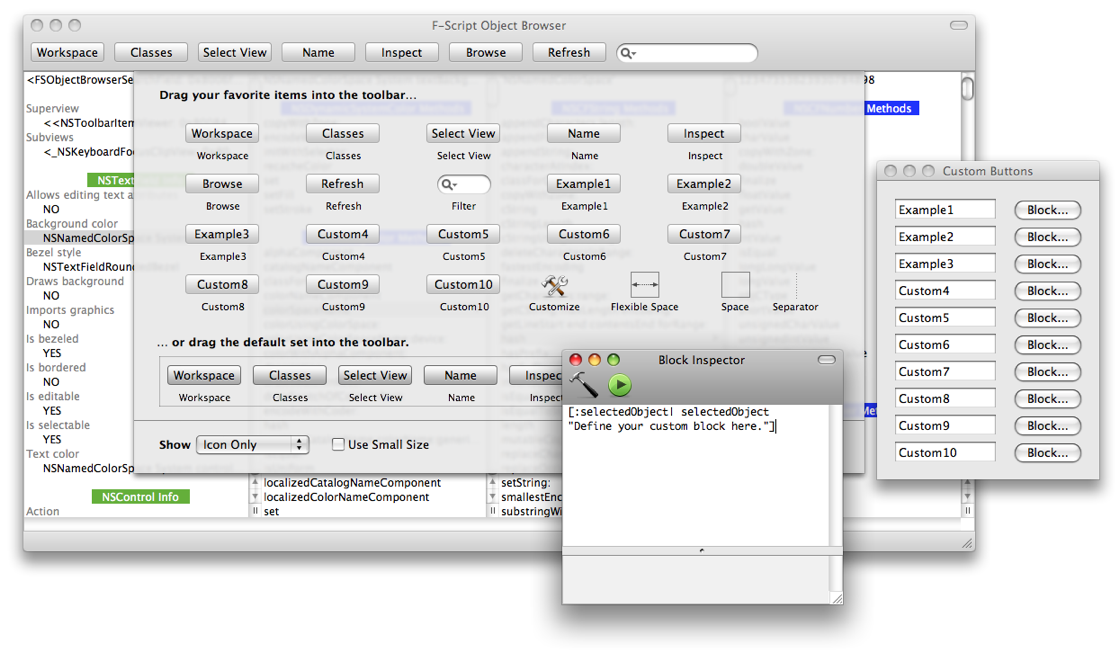 F-Script Object Browser
Workspace Classes Select View Name Inspect Browse Refresh
<FSObjectBrowserSe
98
Drag your favorite items into the toolbar...
Superview
<<NSToolbarItem
Methods
Subviews
<_NSKeyboardFo
Workspace Classes Select View Name Inspect
Workspace Classes Select View Name Inspect
NSText
Allows editing text a
NO
Browse Refresh Example1 Example2
Browse Refresh Filter Example1 Example2
Background color
NSNamedColorSp
Example3 Custom4 Custom5 Custom6 Custom7
Example3 Custom4 Custom5 Custom6 Custom7
Bezel style
NSTextFieldRoun
Draws background
NO
Custom8 Custom9 Custom10
Custom8 Custom9 Custom10 Customize Flexible Space Space Separator
Imports graphics
NO
Is bezeled
YES
... or drag the default set into the toolbar.
Is bordered
NO
Workspace Classes Select View Name Inspec
Workspace Classes Select View Name Inspect
Is editable
YES
Is selectable
YES
Show Icon Only Use Small Size
Text color
NSNamedColorSp
localizedCatalogNameComponent setString:
NSControl Info
localizedColorNameComponent smallestEnc
Action
set substringWi
Block Inspector
[:selectedObject| selectedObject
"Define your custom block here."]
Custom Buttons
Example1 Block...
Example2 Block...
Example3 Block...
Custom4 Block...
Custom5 Block...
Custom6 Block...
Custom7 Block...
Custom8 Block...
Custom9 Block...
Custom10 Block...